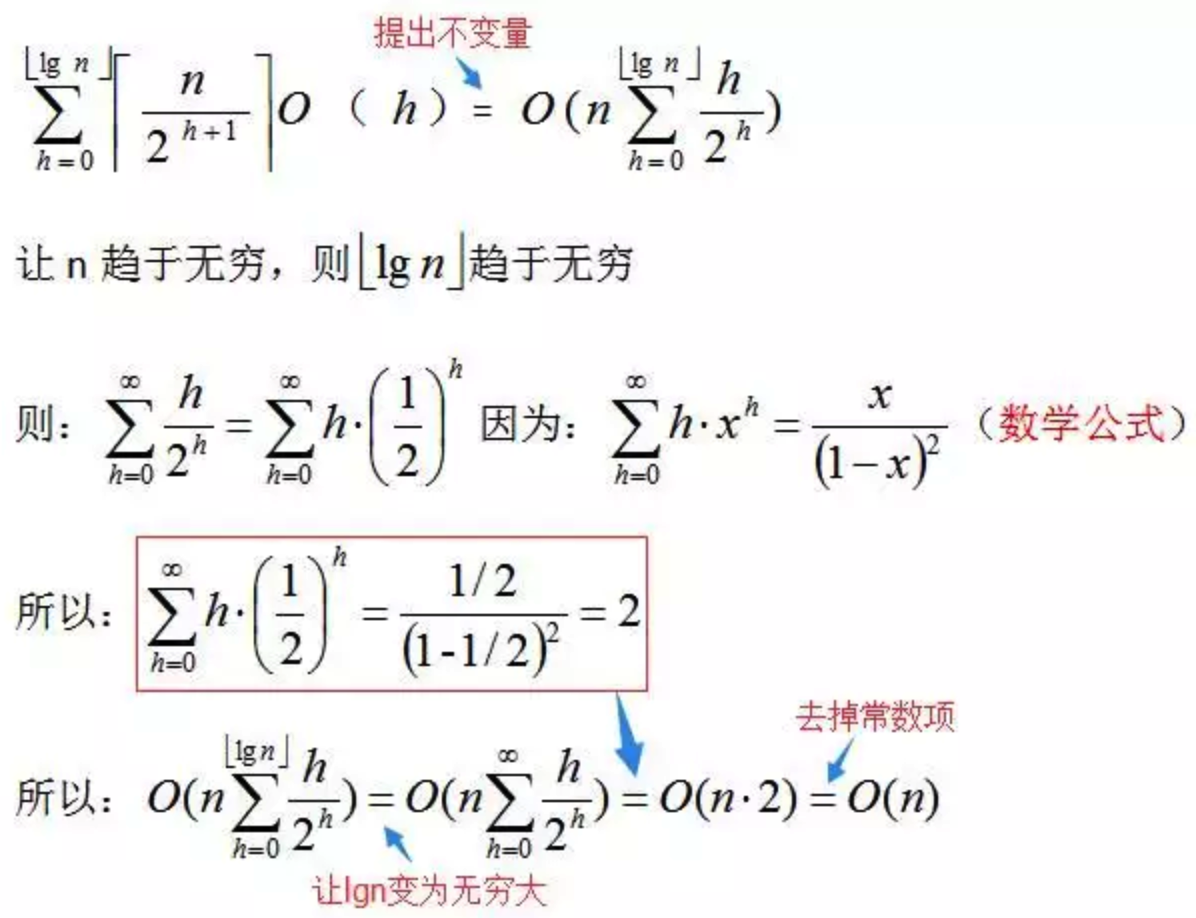 提出不变量
$\sum_{h=0}^{\lfloor \lg n \rfloor} \left\lceil \frac{n}{2^{h+1}} \right\rceil O(h) = O(n \sum_{h=0}^{\lfloor \lg n \rfloor} \frac{h}{2^h})$
让 n 趋于无穷，则$\lfloor \lg n \rfloor$趋于无穷
则：$\sum_{h=0}^{\infty} \frac{h}{2^h} = \sum_{h=0}^{\infty} h \cdot \left(\frac{1}{2}\right)^h$ 因为：$\sum_{h=0}^{\infty} h \cdot x^h = \frac{x}{(1-x)^2}$（数学公式）
所以：$\sum_{h=0}^{\infty} h \cdot \left(\frac{1}{2}\right)^h = \frac{1/2}{(1-1/2)^2} = 2$
去掉常数项
所以：$O(n \sum_{h=0}^{\lfloor \lg n \rfloor} \frac{h}{2^h}) = O(n \sum_{h=0}^{\infty} \frac{h}{2^h}) = O(n \cdot 2) = O(n)$
让lgn变为无穷大